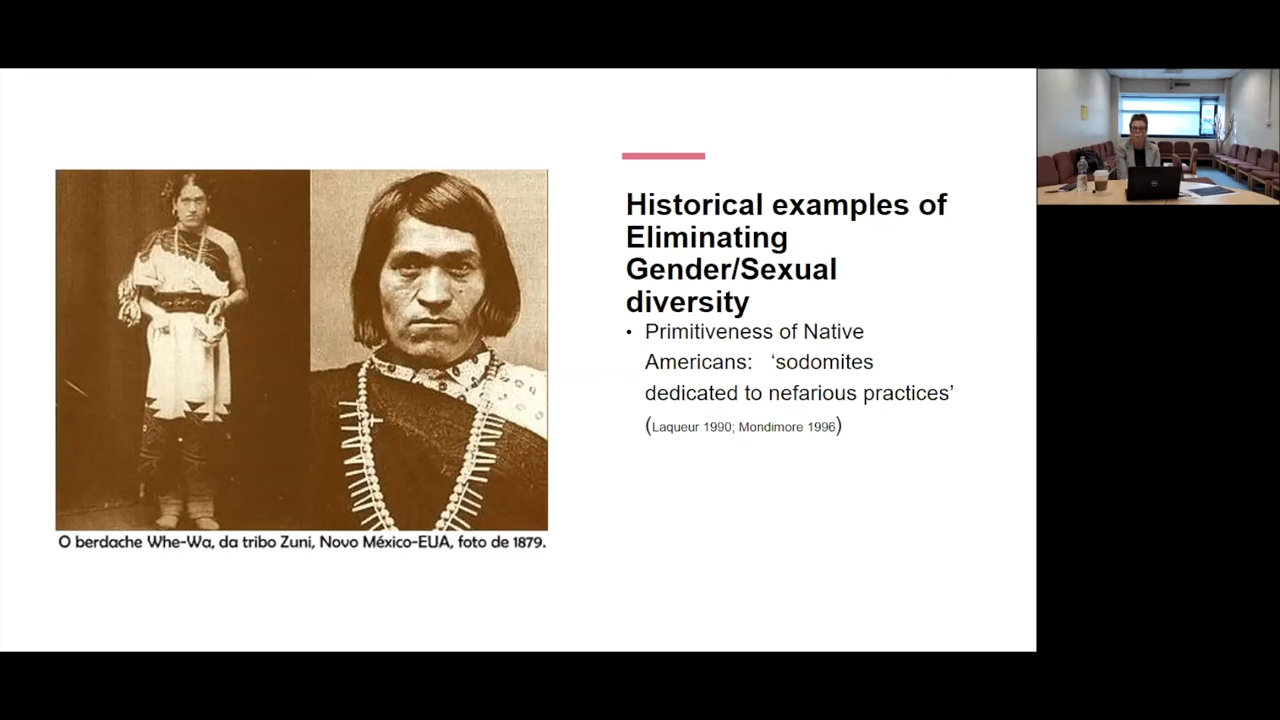 Historical examples of
Eliminating
Gender/Sexual
diversity
• Primitiveness of Native
Americans: ‘sodomites
dedicated to nefarious practices’
(Laqueur 1990; Mondimore 1996)
O berdache Whe-Wa, da tribo Zuni, Novo México-EUA, foto de 1879.